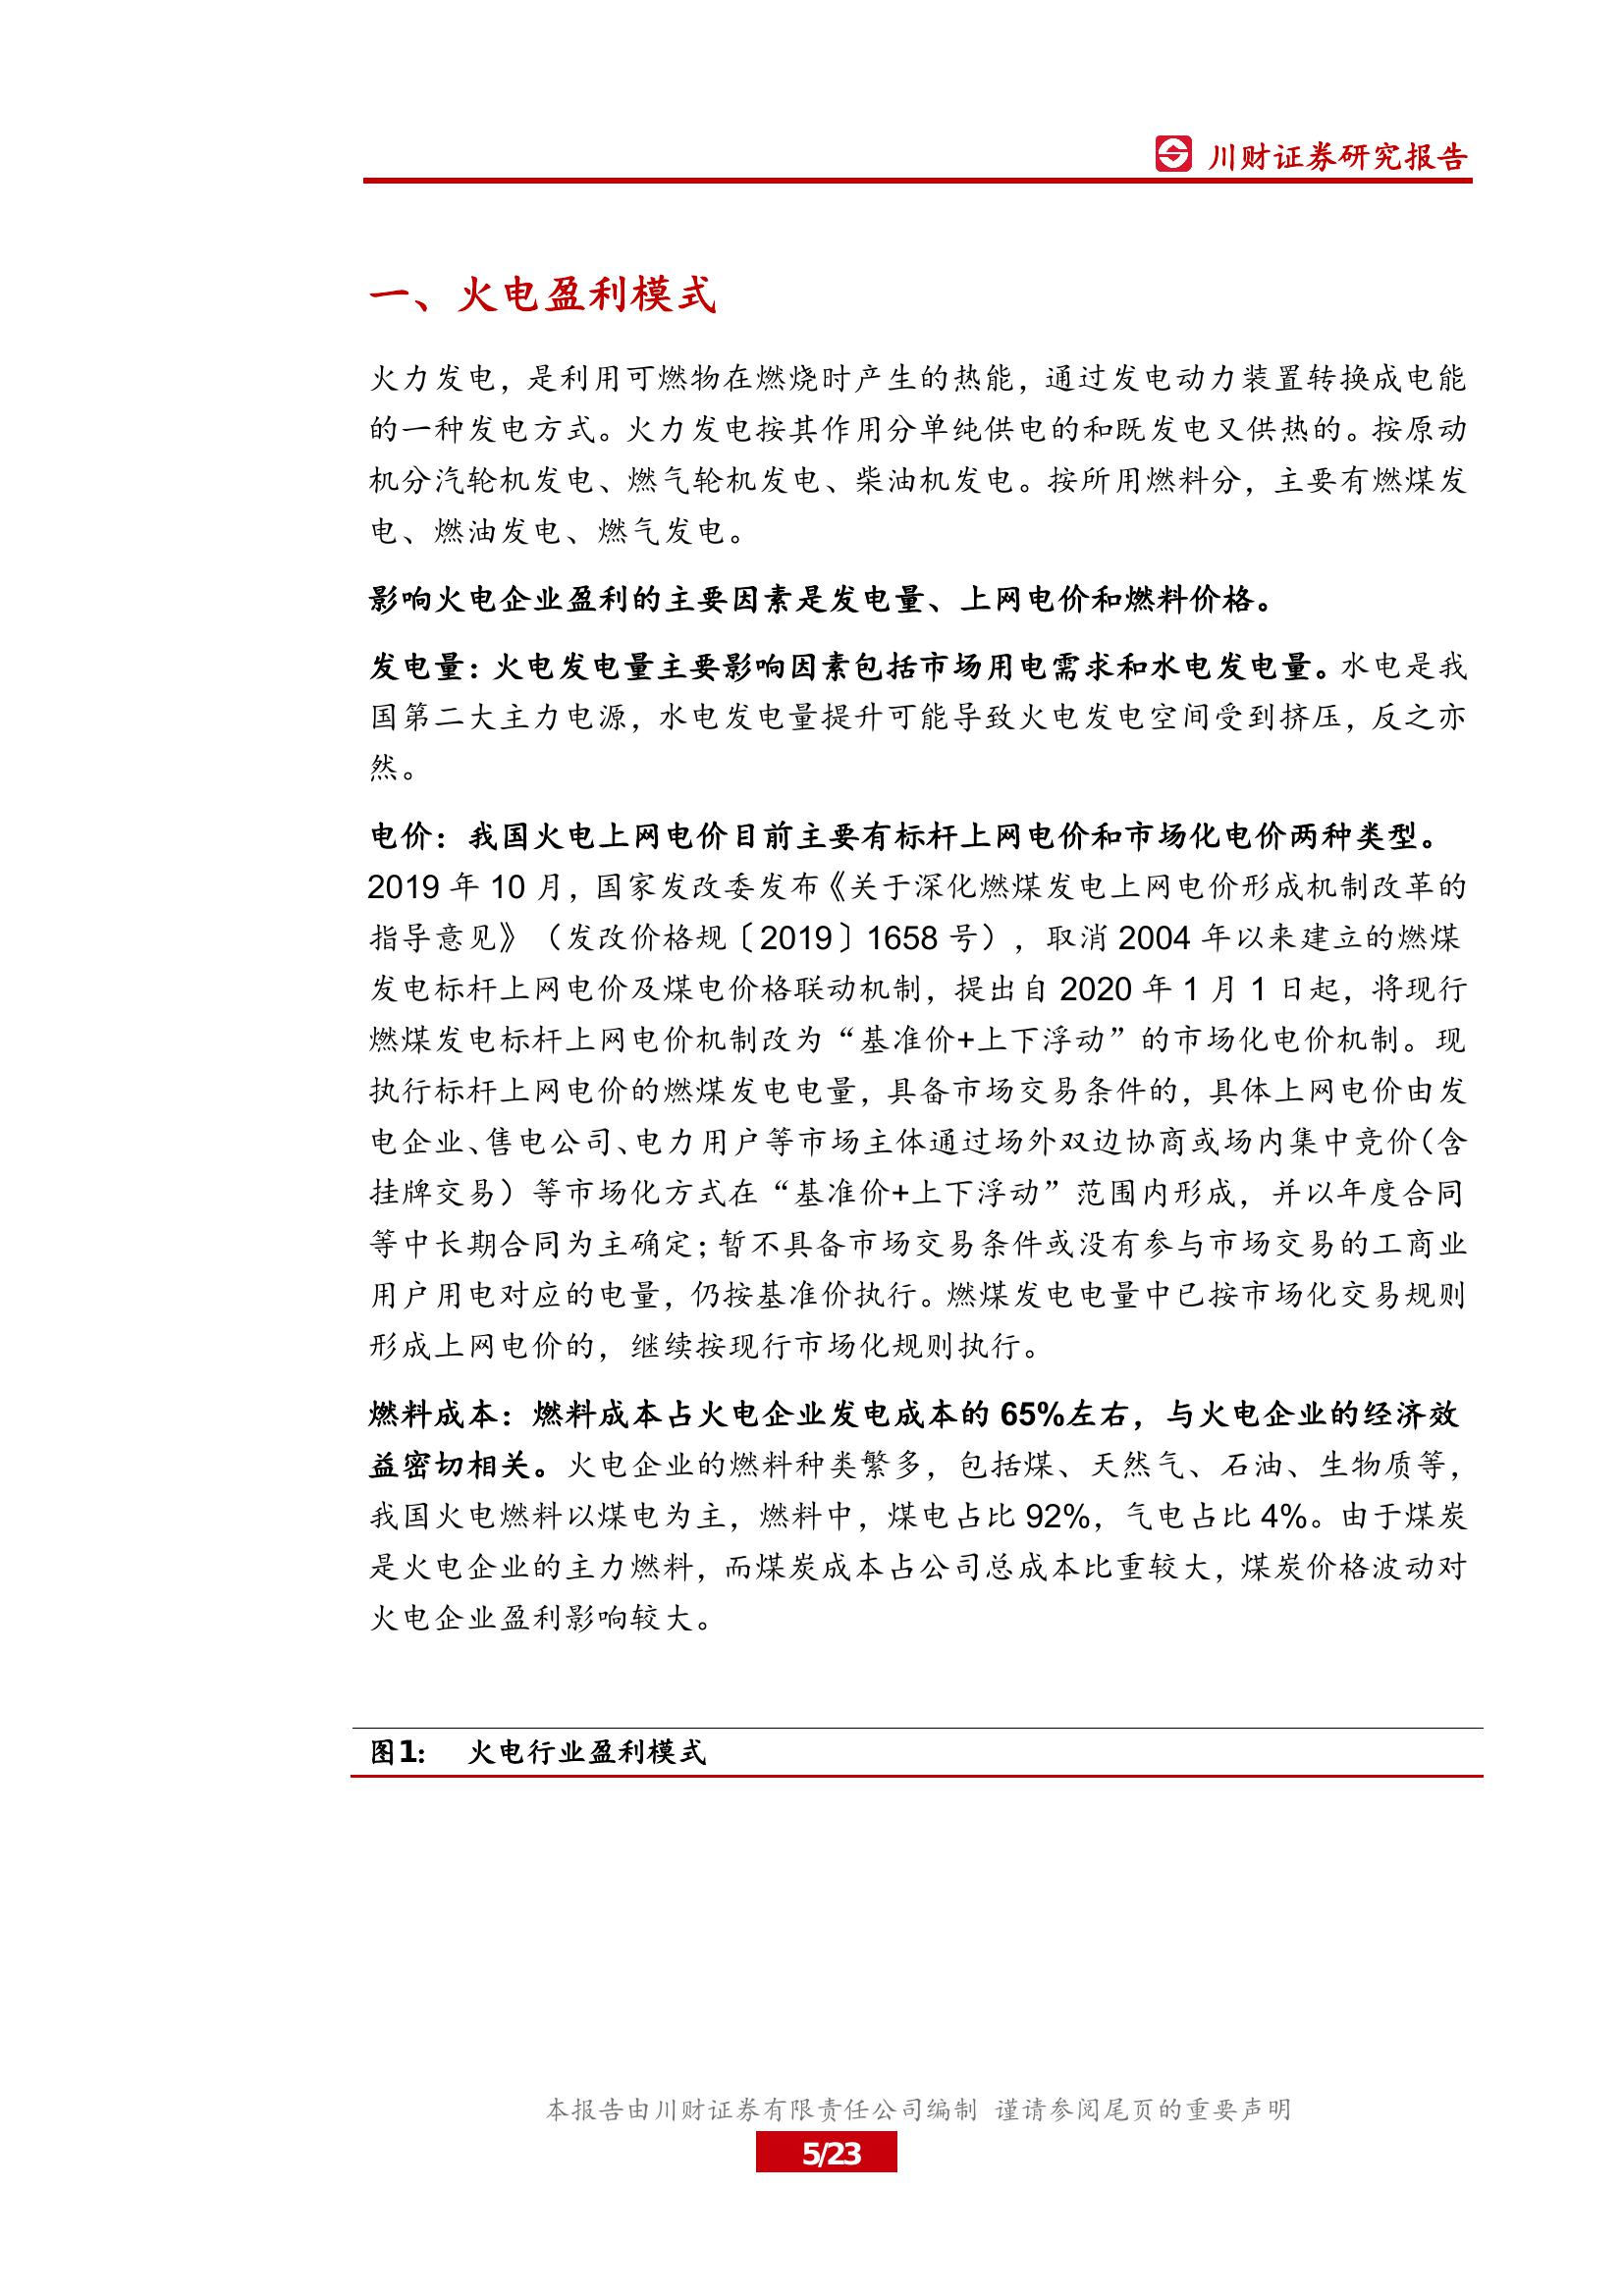 川财证券研究报告
一、火电盈利模式
火力发电，是利用可燃物在燃烧时产生的热能，通过发电动力装置转换成电能
的一种发电方式。火力发电按其作用分单纯供电的和既发电又供热的。按原动
机分汽轮机发电、燃气轮机发电、柴油机发电。按所用燃料分，主要有燃煤发
电、燃油发电、燃气发电。
影响火电企业盈利的主要因素是发电量、上网电价和燃料价格。
发电量：火电发电量主要影响因素包括市场用电需求和水电发电量。水电是我
国第二大主力电源，水电发电量提升可能导致火电发电空间受到挤压，反之亦
然。
电价：我国火电上网电价目前主要有标杆上网电价和市场化电价两种类型。
2019 年 10 月，国家发改委发布《关于深化燃煤发电上网电价形成机制改革的
指导意见》（发改价格规〔2019〕1658 号），取消 2004 年以来建立的燃煤
发电标杆上网电价及煤电价格联动机制，提出自 2020 年 1 月 1 日起，将现行
燃煤发电标杆上网电价机制改为“基准价+上下浮动”的市场化电价机制。现
执行标杆上网电价的燃煤发电电量，具备市场交易条件的，具体上网电价由发
电企业、售电公司、电力用户等市场主体通过场外双边协商或场内集中竞价（含
挂牌交易）等市场化方式在“基准价+上下浮动”范围内形成，并以年度合同
等中长期合同为主确定；暂不具备市场交易条件或没有参与市场交易的工商业
用户用电对应的电量，仍按基准价执行。燃煤发电电量中已按市场化交易规则
形成上网电价的，继续按现行市场化规则执行。
燃料成本：燃料成本占火电企业发电成本的 65%左右，与火电企业的经济效
益密切相关。火电企业的燃料种类繁多，包括煤、天然气、石油、生物质等，
我国火电燃料以煤电为主，燃料中，煤电占比 92%，气电占比 4%。由于煤炭
是火电企业的主力燃料，而煤炭成本占公司总成本比重较大，煤炭价格波动对
火电企业盈利影响较大。
图1： 火电行业盈利模式
本报告由川财证券有限责任公司编制 谨请参阅尾页的重要声明
5/23